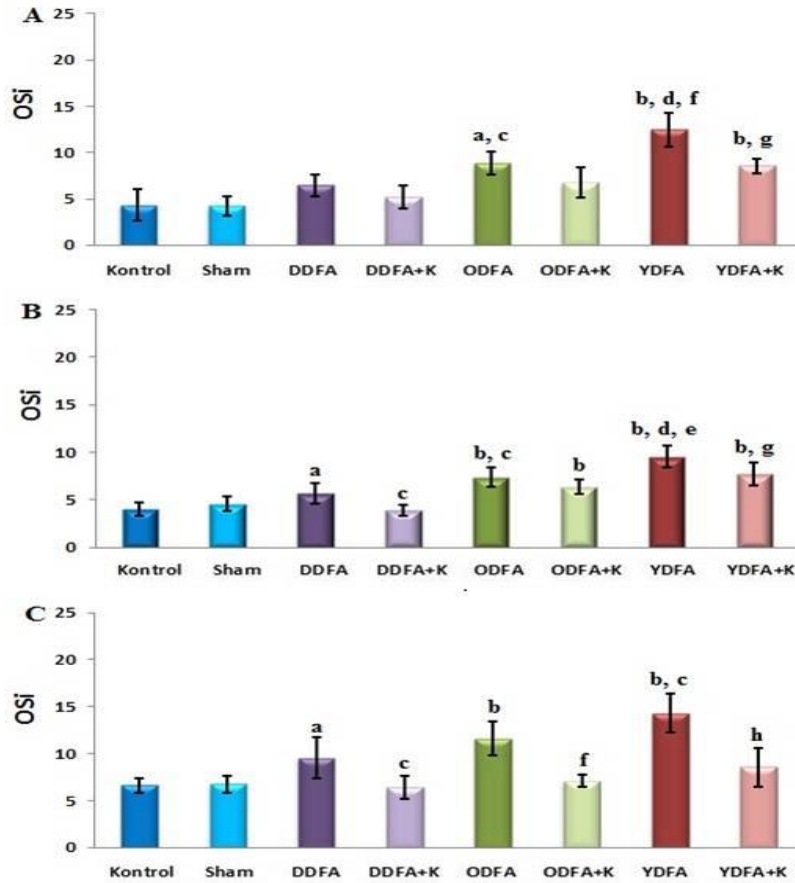 A
25
20
15
10
5
0
OSi
a, c
b, d, f
b, g
Kontrol Sham DDFA DDFA+K ODFA ODFA+K YDFA YDFA+K
B
25
20
15
10
5
0
OSi
a
c
b, c
b
b, d, e
b, g
Kontrol Sham DDFA DDFA+K ODFA ODFA+K YDFA YDFA+K
C
25
20
15
10
5
0
OSi
a
c
b
f
b, c
h
Kontrol Sham DDFA DDFA+K ODFA ODFA+K YDFA YDFA+K